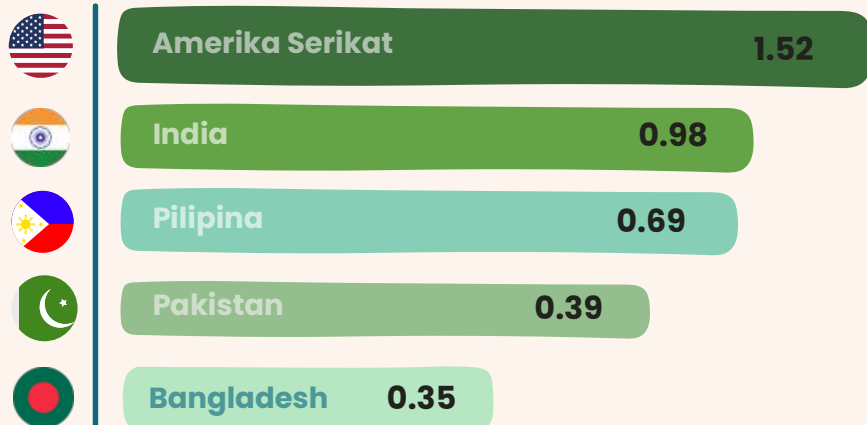 Amerika Serikat 1.52
India 0.98
Pilipina 0.69
Pakistan 0.39
Bangladesh 0.35